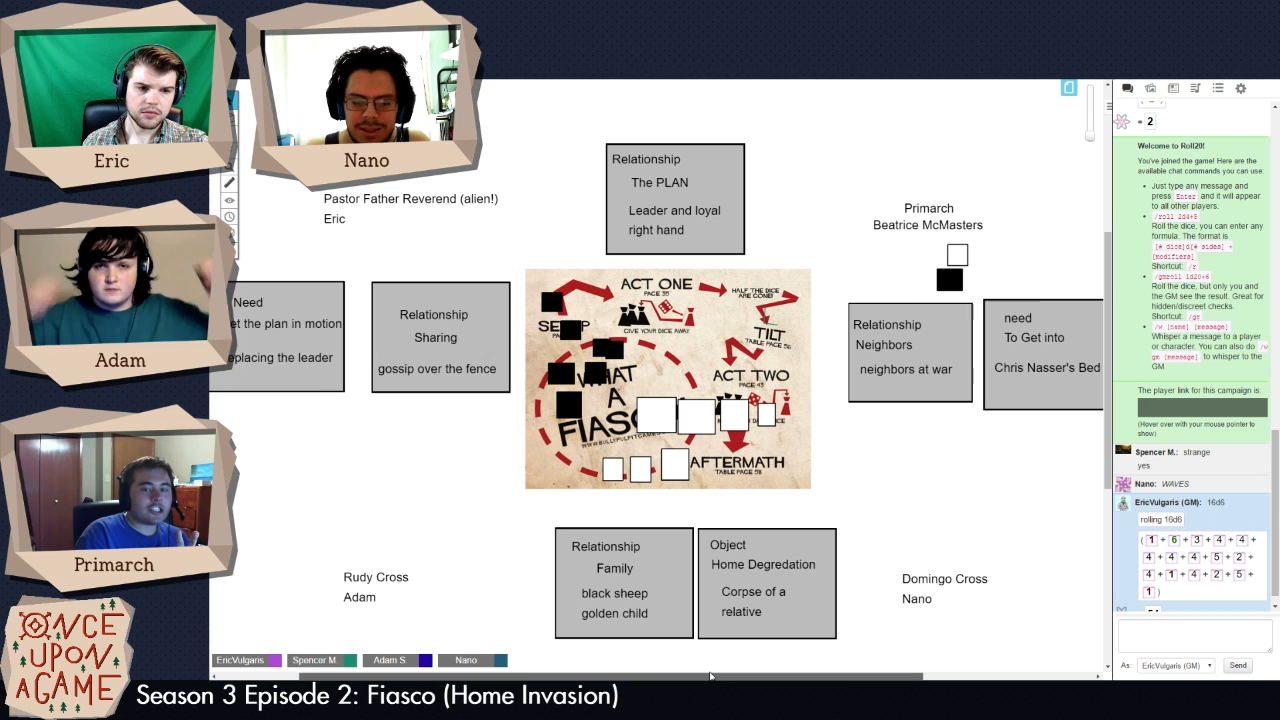 Eric
Nano
Adam
Primarch
ONCE
UPON
A GAME
Season 3 Episode 2: Fiasco (Home Invasion)
Pastor Father Reverend (alien!)
Eric
Relationship
The PLAN
Leader and loyal
right hand
Primarch
Beatrice McMasters
Need
et the plan in motion
eplacing the leader
Relationship
Sharing
gossip over the fence
ACT ONE
PAGE 35
GIVE YOUR DICE AWAY
HALF THE DICE
ARE GONE!
TILT
TABLE PAGE 56
ACT TWO
PAGE 43
WHAT
A
FIASCO
AFTERMATH
TABLE PAGE 58
Relationship
Neighbors
neighbors at war
need
To Get into
Chris Nasser's Bed
Relationship
Family
black sheep
golden child
Object
Home Degredation
Corpse of a
relative
Rudy Cross
Adam
Domingo Cross
Nano
EricVulgaris
Spencer M.
Adam S.
Nano
= 2
Welcome to Roll20!
You've joined the game! Here are the
available chat commands you can use:
Just type any message and
press Enter and it will appear
to all other players.
/roll 2d4+5
Roll the dice, you can enter any
formula. The format is
[# dice]d[# sides] +
[modifiers]
Shortcut: /r
/gmroll 1d20+6
Roll the dice, but only you and
the GM see the result. Great for
hidden/discreet checks.
Shortcut: /gr
/w [name] [message]
Whisper a message to a player
or character. You can also do /w
gm [message] to whisper to the
GM
The player link for this campaign is:
(Hover over with your mouse pointer to
show)
Spencer M.: strange
yes
Nano: WAVES
EricVulgaris (GM): 16d6
rolling 16d6
(1+6+3+4+4+
4+4+4+5+2+
4+1+4+2+5+
1)
As: EricVulgaris (GM) Send